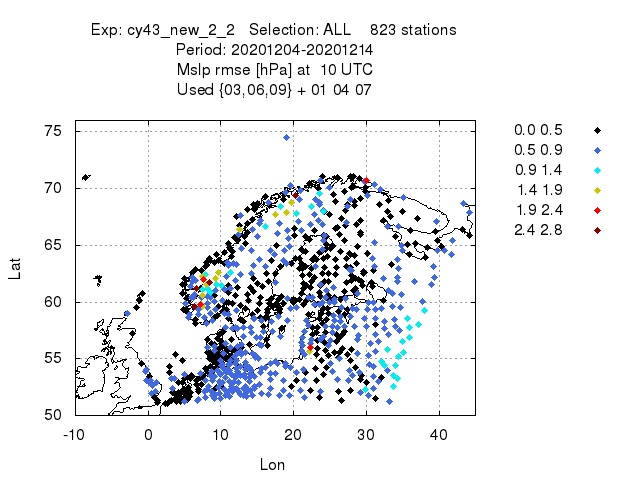 Exp: cy43_new_2_2 Selection: ALL 823 stations
Period: 20201204-20201214
Mslp rmse [hPa] at 10 UTC
Used {03,06,09} + 01 04 07
0.0 0.5
0.5 0.9
0.9 1.4
1.4 1.9
1.9 2.4
2.4 2.8
75
70
65
60
55
50
Lat
-10 0 10 20 30 40
Lon